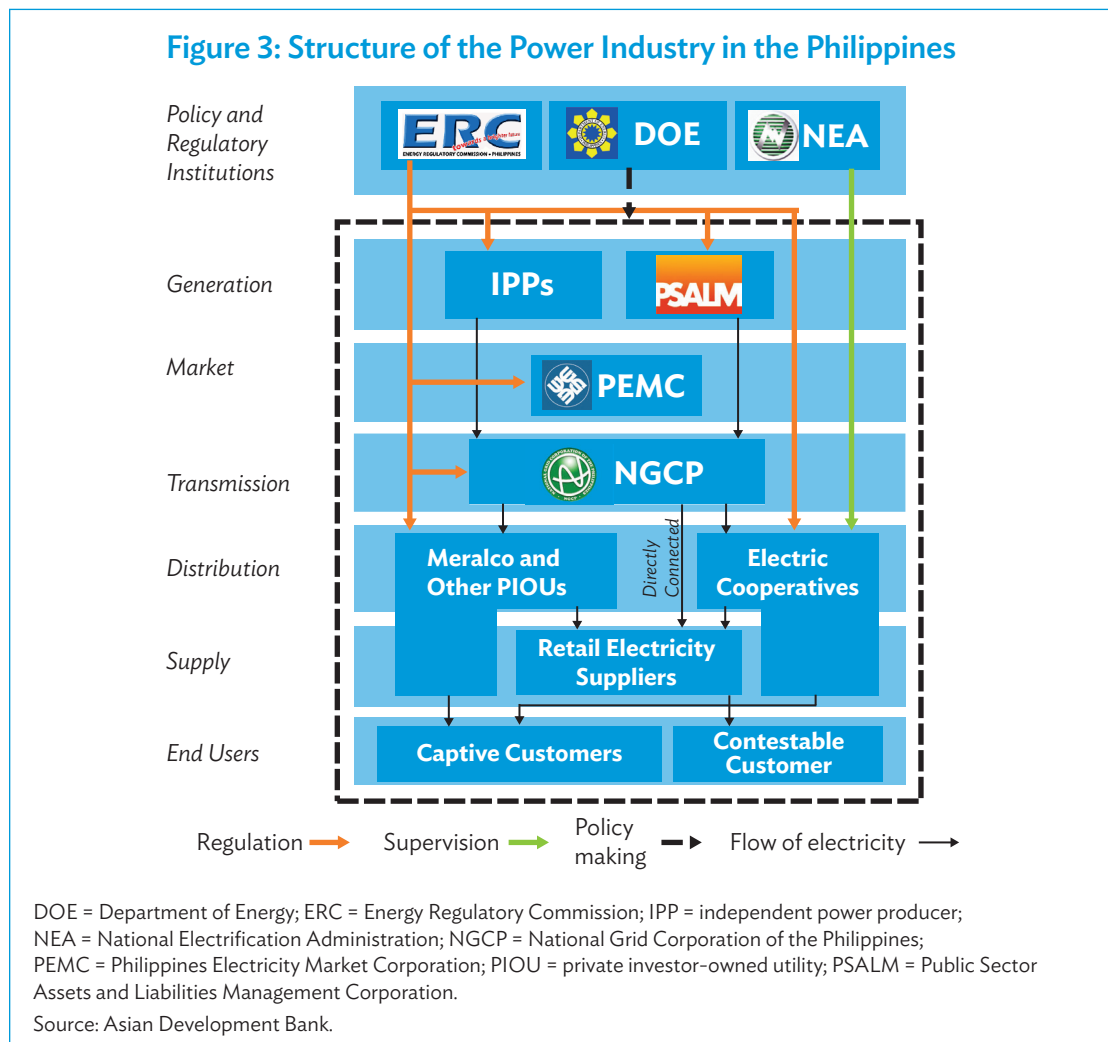 Figure 3: Structure of the Power Industry in the Philippines
Policy and
Regulatory
Institutions
ERC
ENERGY REGULATORY COMMISSION • PHILIPPINES
DOE
NEA
Generation
IPPs
PSALM
Market
PEMC
Transmission
NGCP
Distribution
Meralco and
Other PIOUs
Directly
Connected
Electric
Cooperatives
Supply
Retail Electricity
Suppliers
End Users
Captive Customers
Contestable
Customer
Regulation
Supervision
Policy
making
Flow of electricity
DOE = Department of Energy; ERC = Energy Regulatory Commission; IPP = independent power producer;
NEA = National Electrification Administration; NGCP = National Grid Corporation of the Philippines;
PEMC = Philippines Electricity Market Corporation; PIOU = private investor-owned utility; PSALM = Public Sector
Assets and Liabilities Management Corporation.
Source: Asian Development Bank.